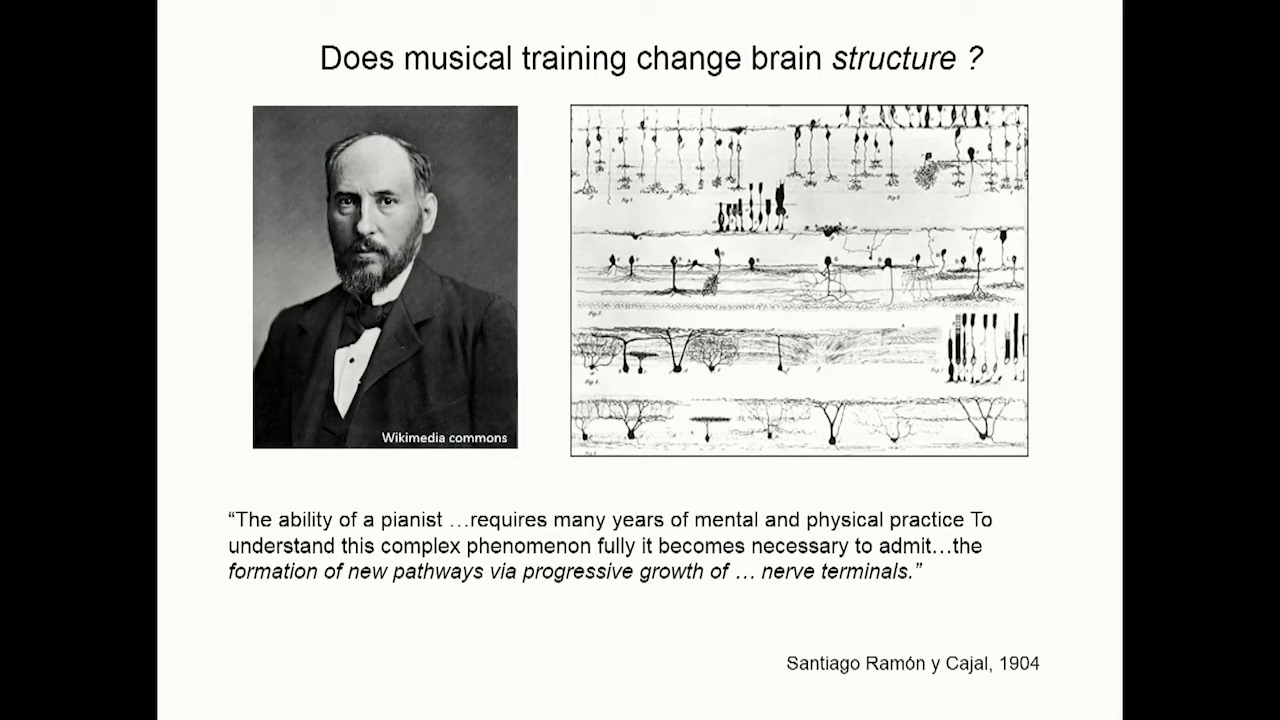 Does musical training change brain structure ?
Wikimedia commons
“The ability of a pianist …requires many years of mental and physical practice To
understand this complex phenomenon fully it becomes necessary to admit…the
formation of new pathways via progressive growth of … nerve terminals.”
Santiago Ramón y Cajal, 1904